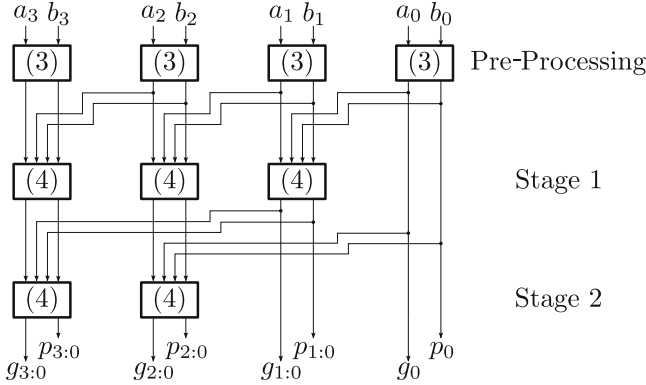 a₃ b₃ a₂ b₂ a₁ b₁ a₀ b₀
(3) (3) (3) (3) Pre-Processing
(4) (4) (4) Stage 1
(4) (4) Stage 2
p₃:₀ p₂:₀ p₁:₀ p₀
g₃:₀ g₂:₀ g₁:₀ g₀